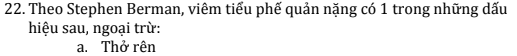 22. Theo Stephen Berman, viêm tiểu phế quản nặng có 1 trong những dấu
hiệu sau, ngoại trừ:
a. Thở rên